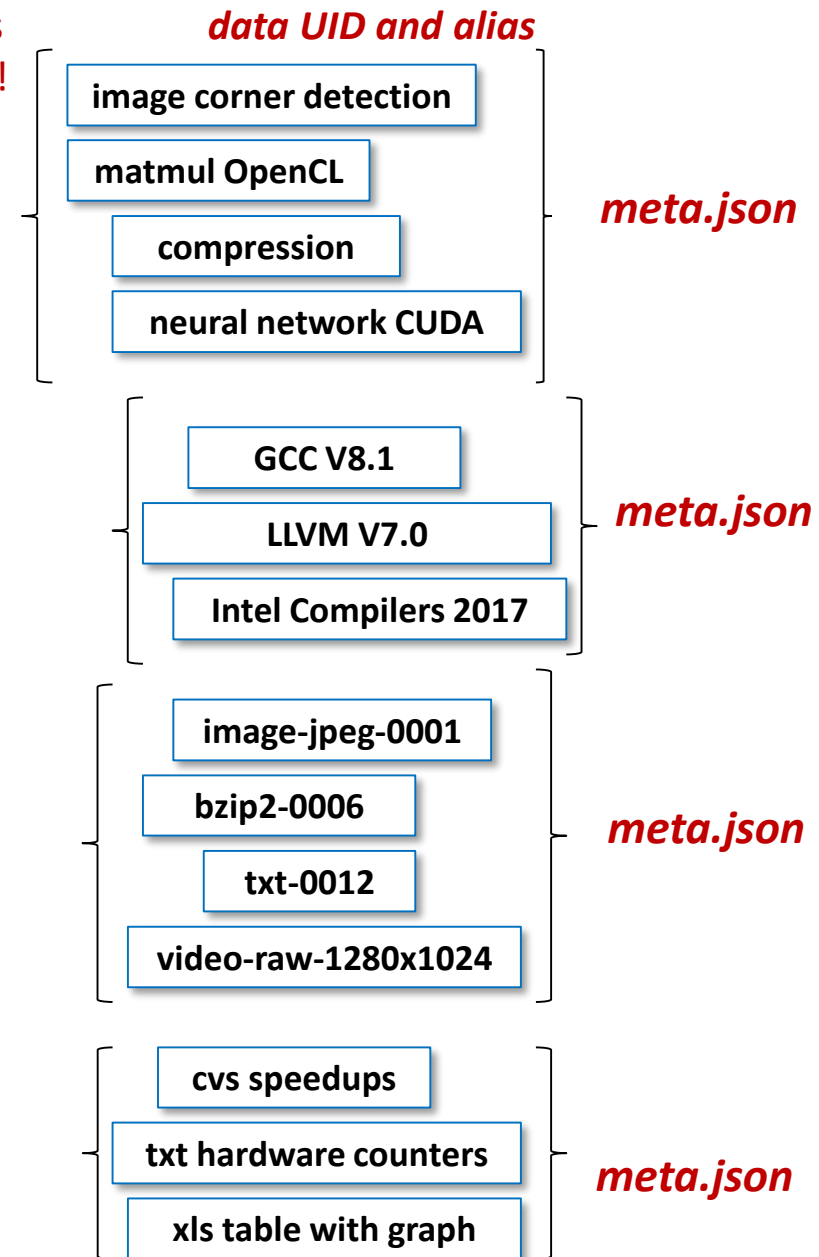 s
!
data UID and alias
image corner detection
matmul OpenCL
compression
neural network CUDA
meta.json
GCC V8.1
LLVM V7.0
Intel Compilers 2017
meta.json
image-jpeg-0001
bzip2-0006
txt-0012
video-raw-1280x1024
meta.json
cvs speedups
txt hardware counters
xls table with graph
meta.json